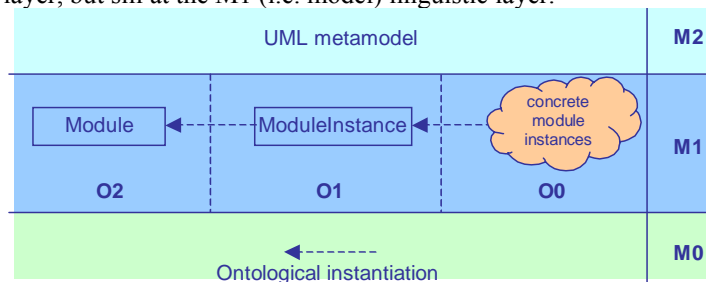 layer, but still at the M1 (i.e. model) linguistic layer.
UML metamodel
M2
Module
ModuleInstance
concrete
module
instances
M1
O2
O1
O0
M0
Ontological instantiation